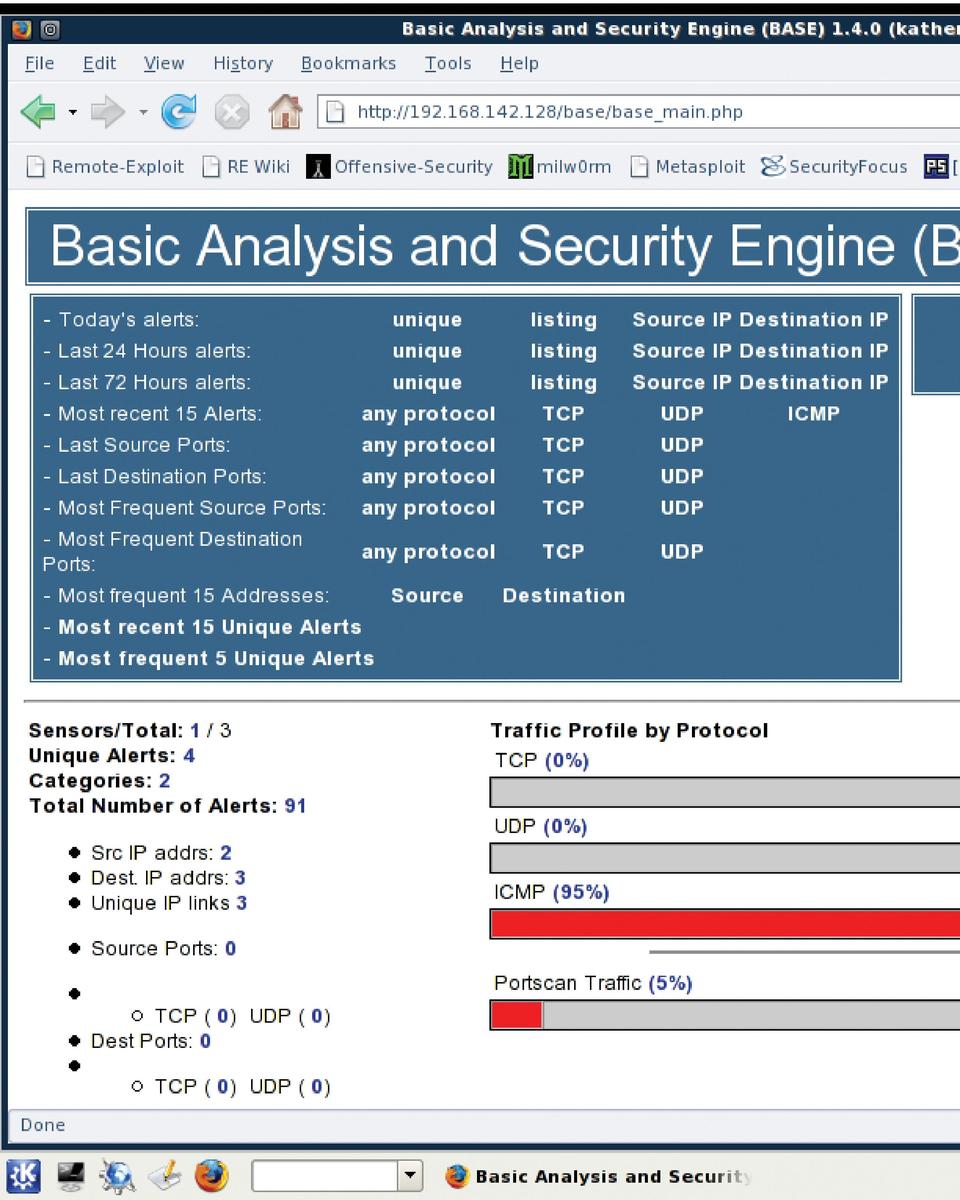 Basic Analysis and Security Engine (BASE) 1.4.0 (kather
File Edit View History Bookmarks Tools Help
http://192.168.142.128/base/base_main.php
Remote-Exploit RE Wiki Offensive-Security milw0rm Metasploit SecurityFocus PS [
Basic Analysis and Security Engine (B
- Today's alerts: unique listing Source IP Destination IP
- Last 24 Hours alerts: unique listing Source IP Destination IP
- Last 72 Hours alerts: unique listing Source IP Destination IP
- Most recent 15 Alerts: any protocol TCP UDP ICMP
- Last Source Ports: any protocol TCP UDP
- Last Destination Ports: any protocol TCP UDP
- Most Frequent Source Ports: any protocol TCP UDP
- Most Frequent Destination
Ports: any protocol TCP UDP
- Most frequent 15 Addresses: Source Destination
- Most recent 15 Unique Alerts
- Most frequent 5 Unique Alerts
Sensors/Total: 1 / 3
Unique Alerts: 4
Categories: 2
Total Number of Alerts: 91
Src IP addrs: 2
Dest. IP addrs: 3
Unique IP links 3
Source Ports: 0
TCP ( 0) UDP ( 0)
Dest Ports: 0
TCP ( 0) UDP ( 0)
Traffic Profile by Protocol
TCP (0%)
UDP (0%)
ICMP (95%)
Portscan Traffic (5%)
Done
Basic Analysis and Security